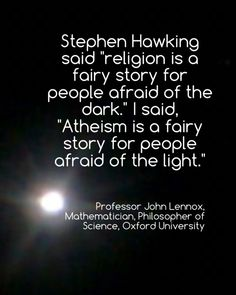 Stephen Hawking
said "religion is a
fairy story for
people afraid of the
dark." I said,
"Atheism is a fairy
story for people
afraid of the light."
Professor John Lennox,
Mathematician, Philosopher of
Science, Oxford University